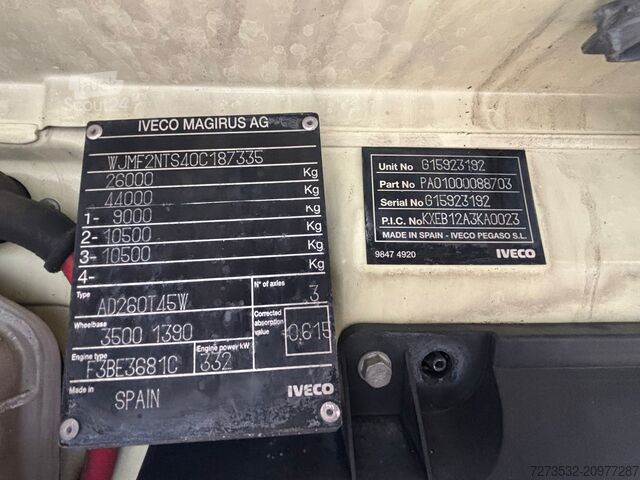 Truck
Scout24
IVECO MAGIRUS AG
WJMF2NTS40C187335
26000 Kg
44000 Kg
1- 9000 Kg
2- 10500 Kg
3- 10500 Kg
4- Kg
Type
AD260T45W
N° of axles
3
Wheelbase
3500 1390
Corrected absorption value
0.615
Engine type
F3BE3681C
Engine power kW
332
Made in
SPAIN
IVECO
Unit No G15923192
Part No PA01000088703
Serial No G15923192
P.I.C. No KXEB12A3KA0023
MADE IN SPAIN - IVECO PEGASO S.L.
9847 4920 IVECO
7273532-20977287